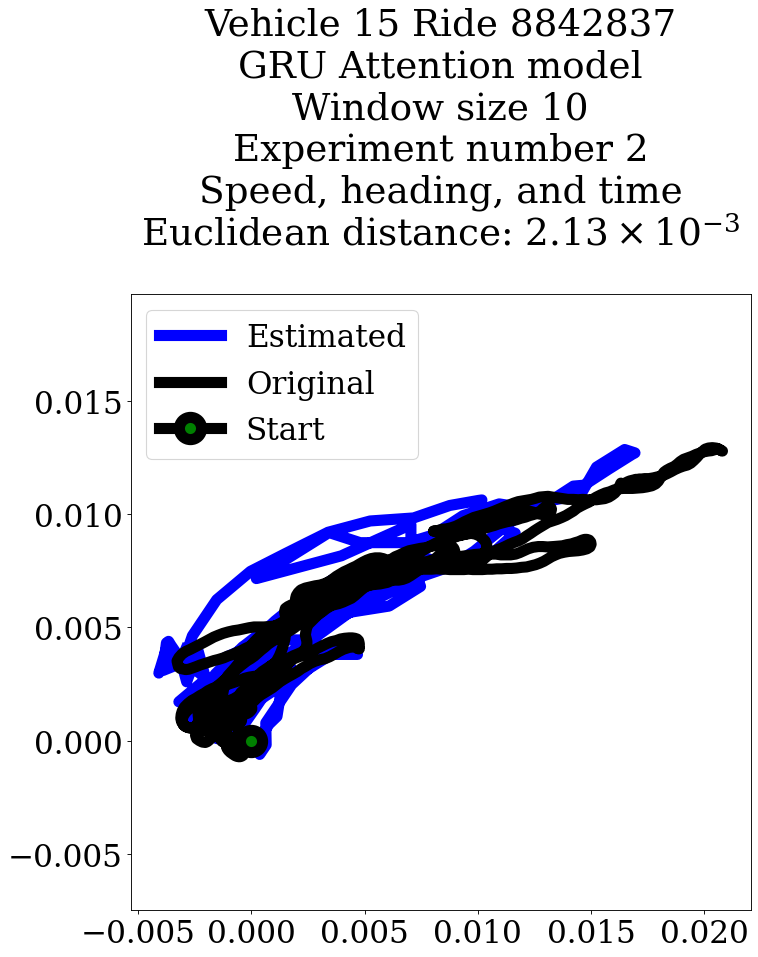 Vehicle 15 Ride 8842837
GRU Attention model
Window size 10
Experiment number 2
Speed, heading, and time
Euclidean distance: 2.13 × 10⁻³
Estimated
Original
Start
0.015
0.010
0.005
0.000
−0.005
−0.005 0.000 0.005 0.010 0.015 0.020